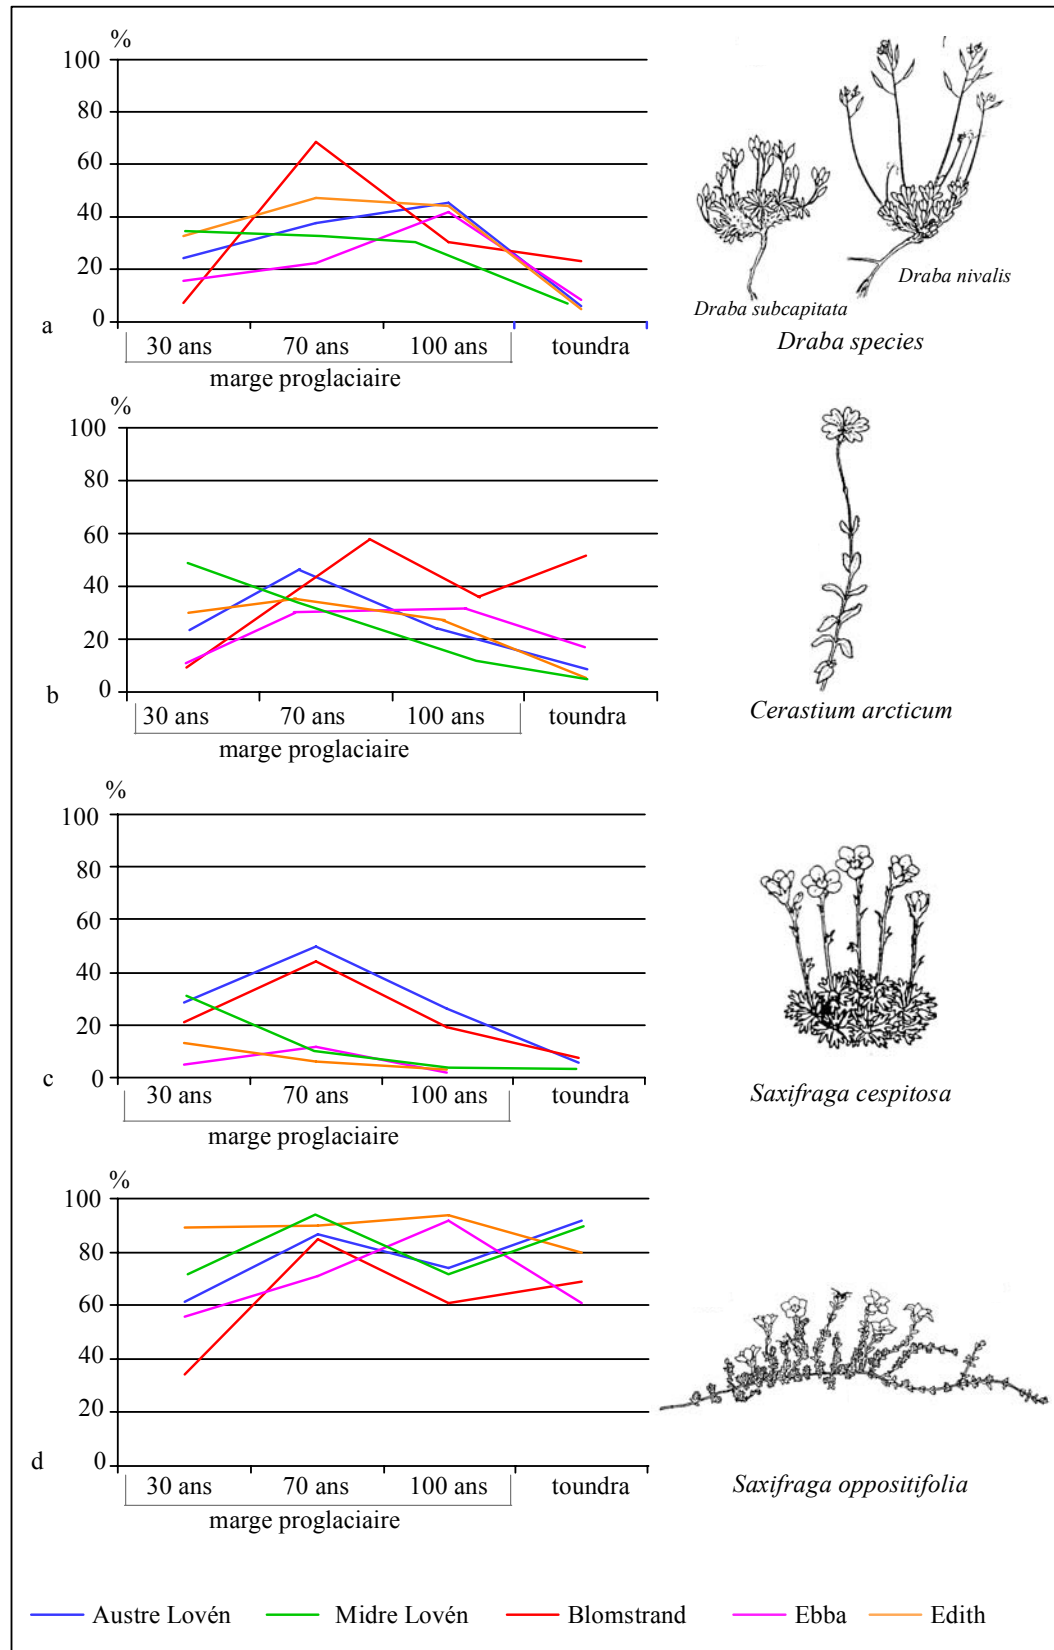 %
100
80
60
40
20
0
a
30 ans 70 ans 100 ans toundra
marge proglaciaire
Draba subcapitata
Draba nivalis
Draba species
%
100
80
60
40
20
0
b
30 ans 70 ans 100 ans toundra
marge proglaciaire
Cerastium arcticum
%
100
80
60
40
20
0
c
30 ans 70 ans 100 ans toundra
marge proglaciaire
Saxifraga cespitosa
%
100
80
60
40
20
0
d
30 ans 70 ans 100 ans toundra
marge proglaciaire
Saxifraga oppositifolia
Austre Lovén Midre Lovén Blomstrand Ebba Edith